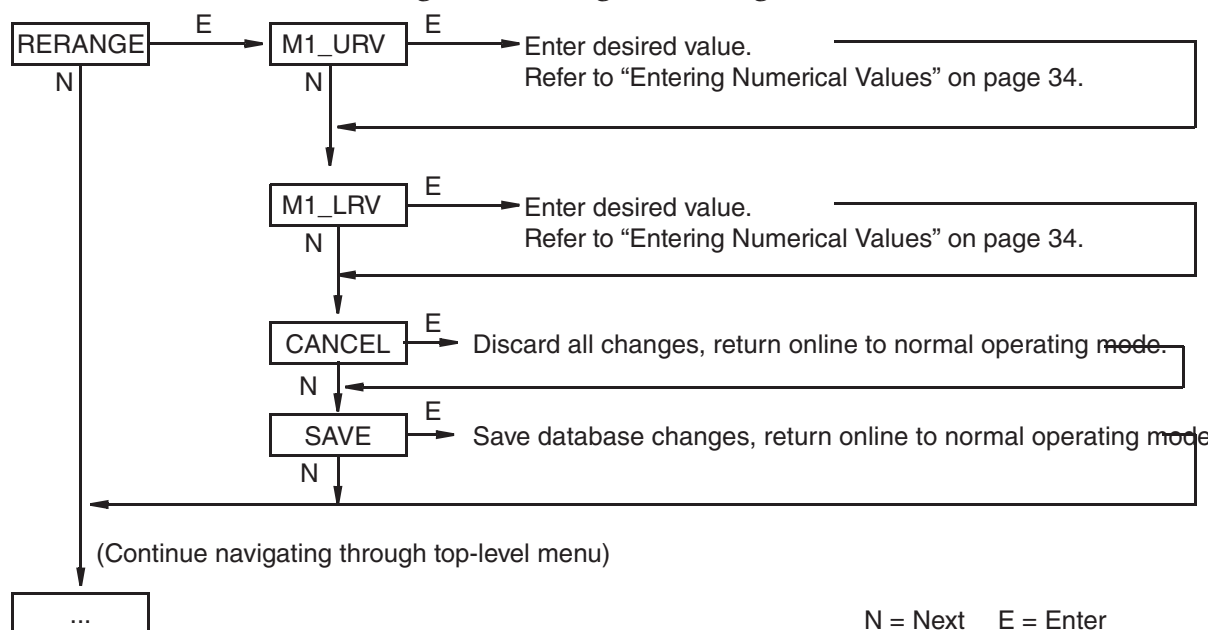 RERANGE E M1_URV E Enter desired value.
N N Refer to “Entering Numerical Values” on page 34.
M1_LRV E Enter desired value.
N Refer to “Entering Numerical Values” on page 34.
CANCEL E Discard all changes, return online to normal operating mode.
N
SAVE E Save database changes, return online to normal operating mode
N
(Continue navigating through top-level menu)
...
N = Next E = Enter